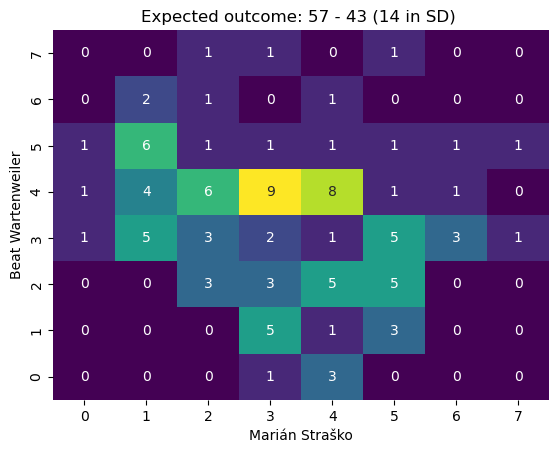 Expected outcome: 57 - 43 (14 in SD)
Beat Wartenweiler
7 0 0 1 1 0 1 0 0
6 0 2 1 0 1 0 0 0
5 1 6 1 1 1 1 1 1
4 1 4 6 9 8 1 1 0
3 1 5 3 2 1 5 3 1
2 0 0 3 3 5 5 0 0
1 0 0 0 5 1 3 0 0
0 0 0 0 1 3 0 0 0
0 1 2 3 4 5 6 7
Marián Straško